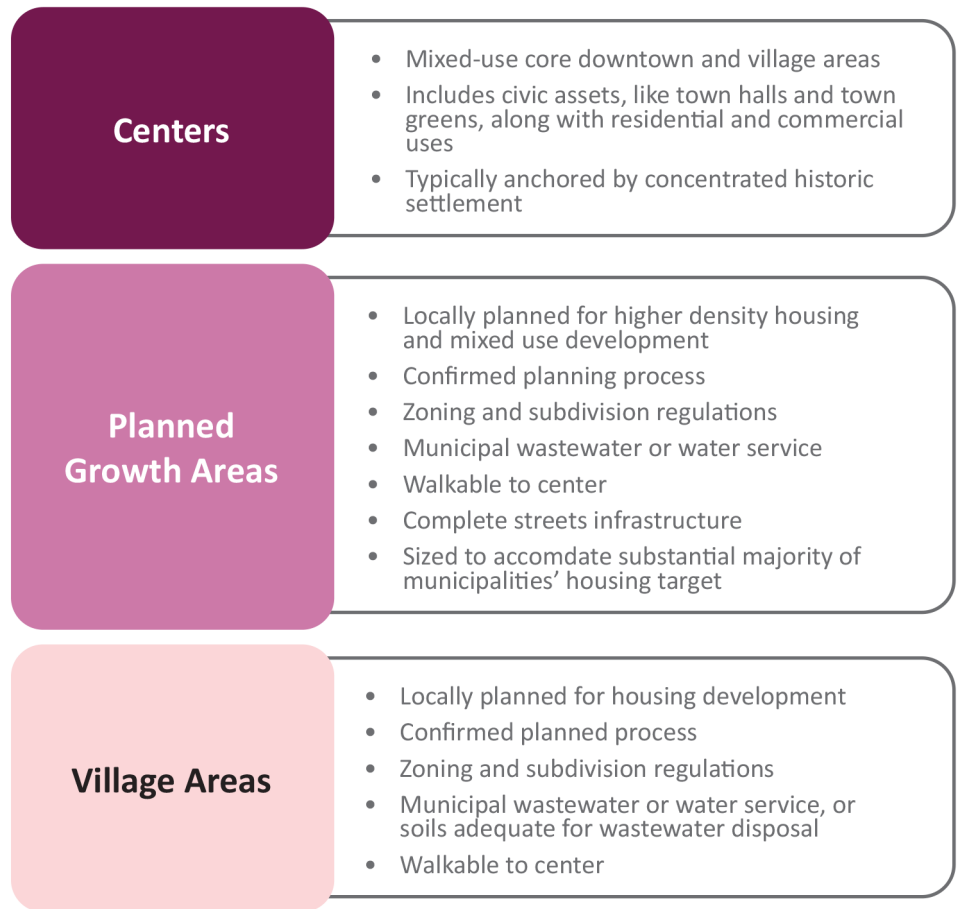 Centers
• Mixed-use core downtown and village areas
• Includes civic assets, like town halls and town
greens, along with residential and commercial
uses
• Typically anchored by concentrated historic
settlement
Planned
Growth Areas
• Locally planned for higher density housing
and mixed use development
• Confirmed planning process
• Zoning and subdivision regulations
• Municipal wastewater or water service
• Walkable to center
• Complete streets infrastructure
• Sized to accomdate substantial majority of
municipalities’ housing target
Village Areas
• Locally planned for housing development
• Confirmed planned process
• Zoning and subdivision regulations
• Municipal wastewater or water service, or
soils adequate for wastewater disposal
• Walkable to center